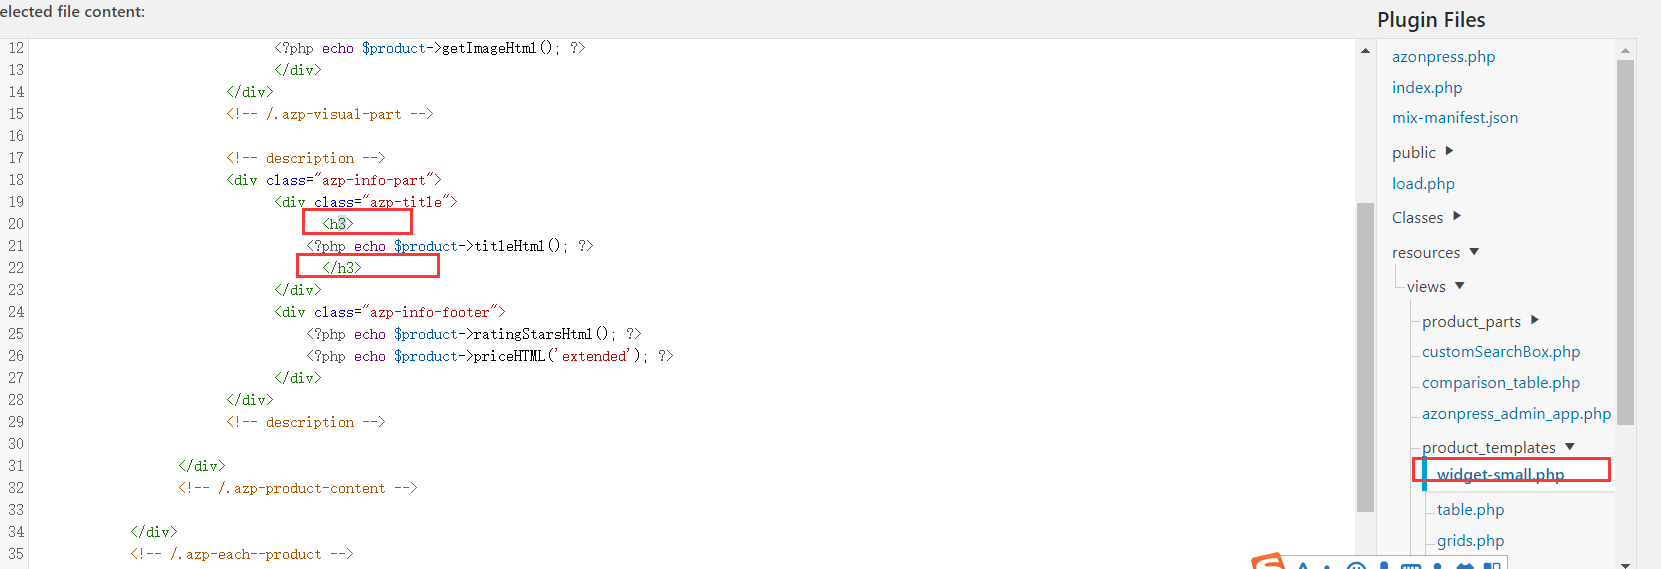 elected file content:
12 <?php echo $product->getImageHtml(); ?>
13 </div>
14 </div>
15 <!-- /.azp-visual-part -->
16
17 <!-- description -->
18 <div class="azp-info-part">
19 <div class="azp-title">
20 <h3>
21 <?php echo $product->titleHtml(); ?>
22 </h3>
23 </div>
24 <div class="azp-info-footer">
25 <?php echo $product->ratingStarsHtml(); ?>
26 <?php echo $product->priceHTML('extended'); ?>
27 </div>
28 </div>
29 <!-- description -->
30
31 </div>
32 <!-- /.azp-product-content -->
33
34 </div>
35 <!-- /.azp-each--product -->
Plugin Files
azonpress.php
index.php
mix-manifest.json
public
load.php
Classes
resources
views
product_parts
customSearchBox.php
comparison_table.php
azonpress_admin_app.php
product_templates
widget-small.php
table.php
grids.php